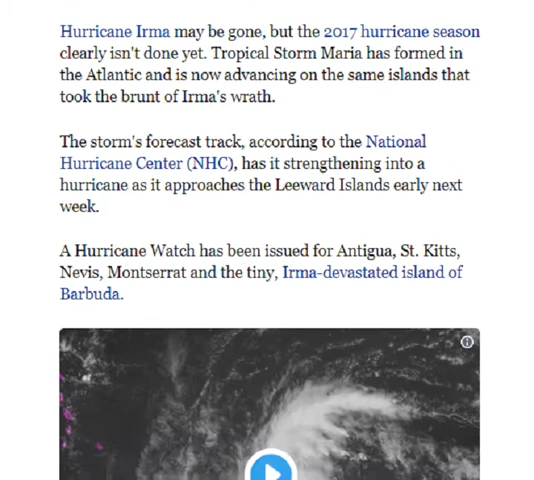 Hurricane Irma may be gone, but the 2017 hurricane season
clearly isn't done yet. Tropical Storm Maria has formed in
the Atlantic and is now advancing on the same islands that
took the brunt of Irma's wrath.
The storm's forecast track, according to the National
Hurricane Center (NHC), has it strengthening into a
hurricane as it approaches the Leeward Islands early next
week.
A Hurricane Watch has been issued for Antigua, St. Kitts,
Nevis, Montserrat and the tiny, Irma-devastated island of
Barbuda.